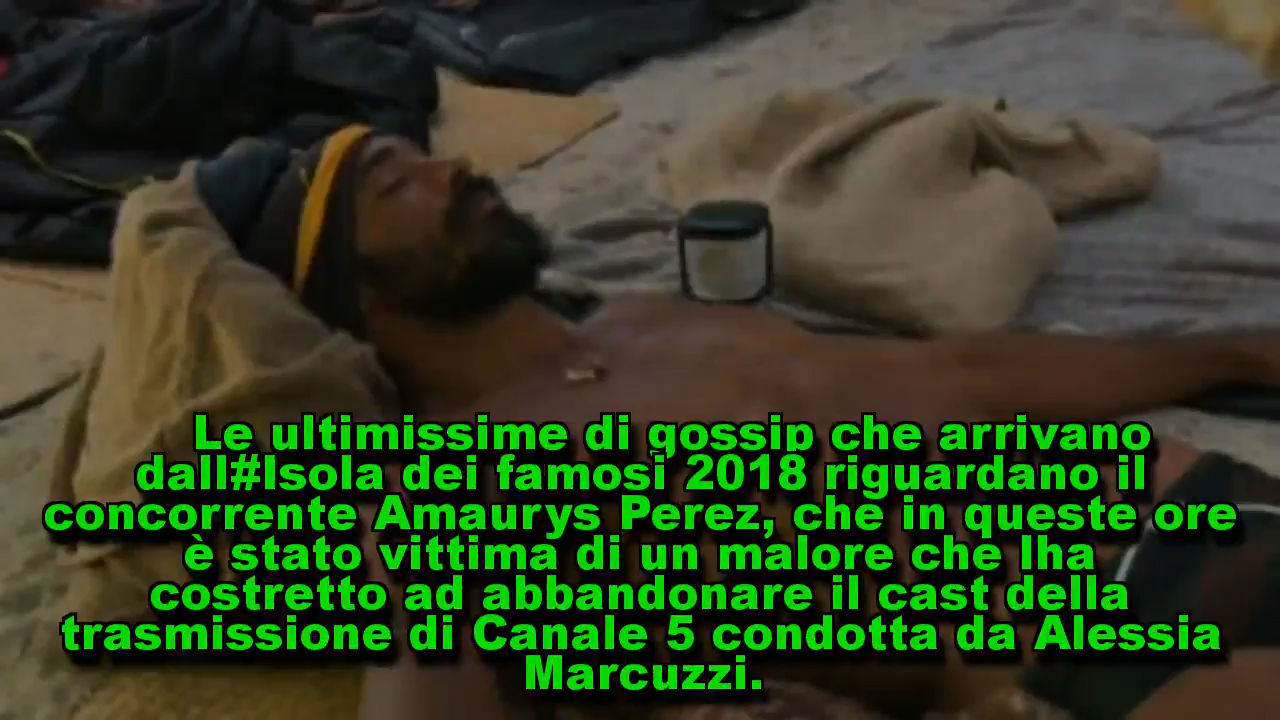 Le ultimissime di gossip che arrivano
dall#Isola dei famosi 2018 riguardano il
concorrente Amaurys Perez, che in queste ore
è stato vittima di un malore che lha
costretto ad abbandonare il cast della
trasmissione di Canale 5 condotta da Alessia
Marcuzzi.